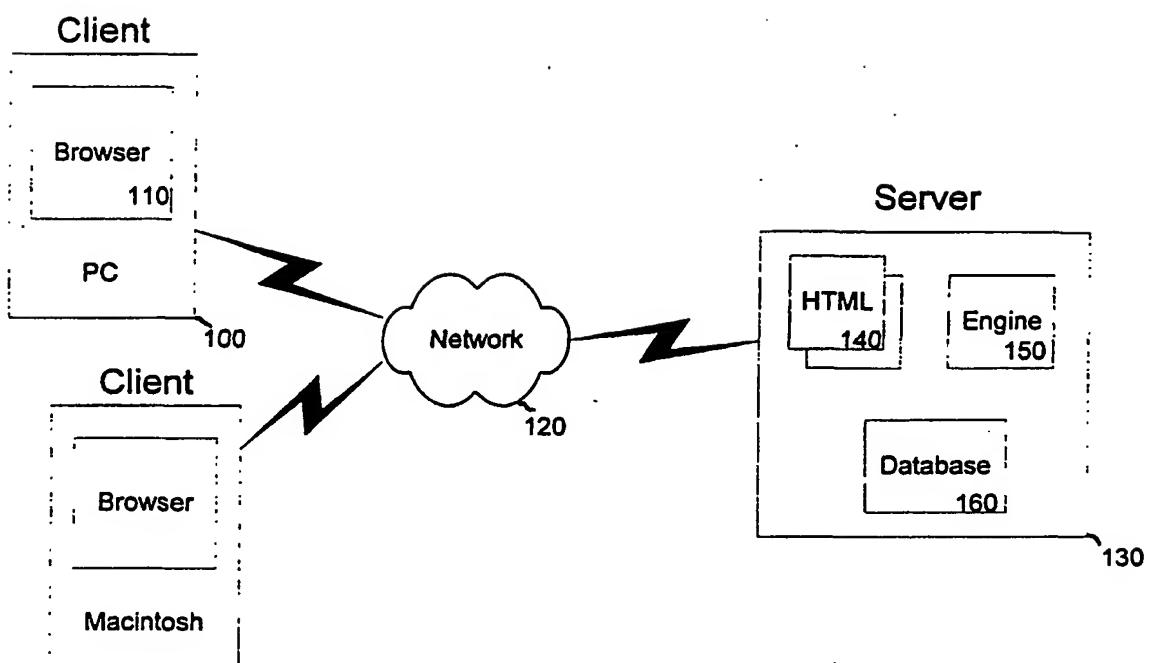 Client
Browser
110
PC
100
Client
Browser
Macintosh
Network
120
Server
HTML
140
Engine
150
Database
160
130